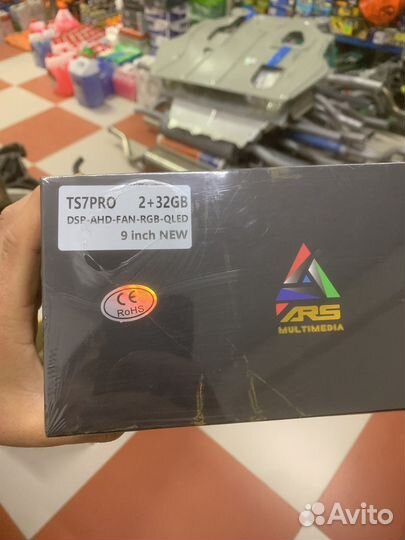 TS7PRO 2+32GB
DSP-AHD-FAN-RGB-QLED
9 inch NEW
CE
RoHS
ARS
MULTIMEDIA
Avito